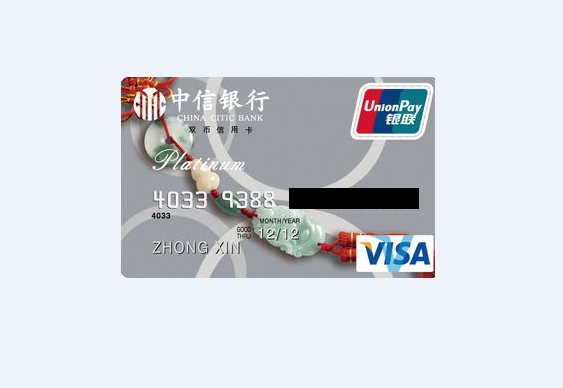 中信银行
CHINA CITIC BANK
双币信用卡
UnionPay
银联
Platinum
4033 9388
4033
MONTH/YEAR
GOOD THRU 12/12
ZHONG XIN
VISA